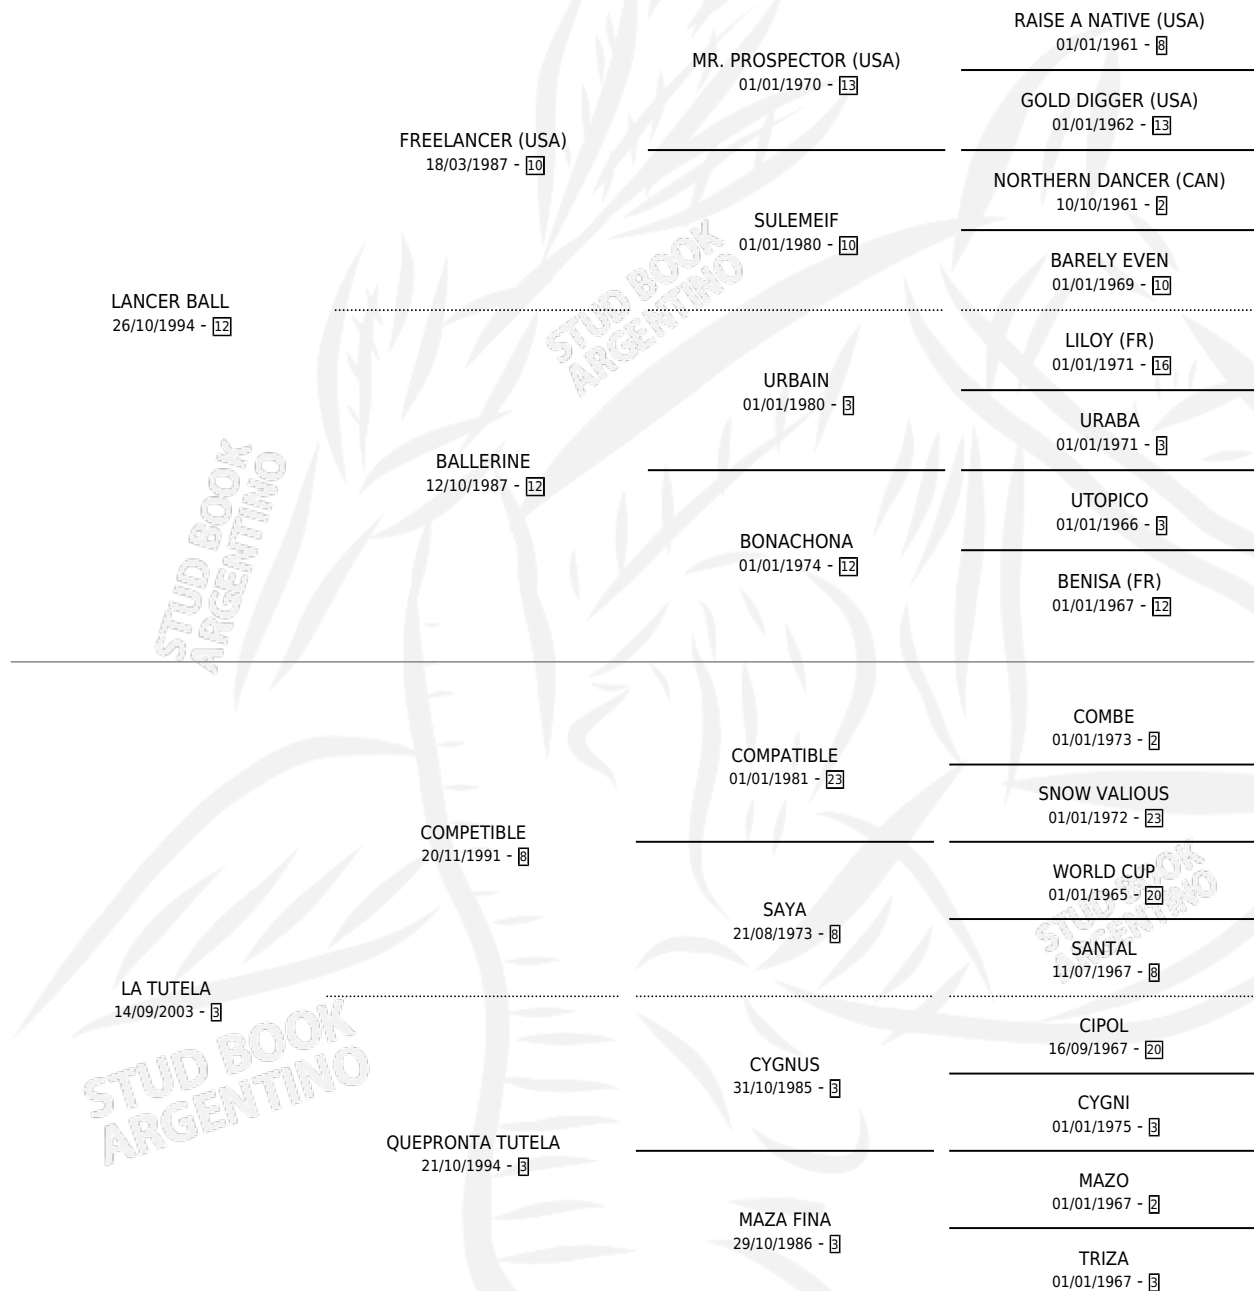 RAISE A NATIVE (USA)
01/01/1961 - 8
MR. PROSPECTOR (USA)
01/01/1970 - 13
GOLD DIGGER (USA)
01/01/1962 - 13
FREELANCER (USA)
18/03/1987 - 10
NORTHERN DANCER (CAN)
10/10/1961 - 2
SULEMEIF
01/01/1980 - 10
BARELY EVEN
01/01/1969 - 10
LANCER BALL
26/10/1994 - 12
LILOY (FR)
01/01/1971 - 16
URBAIN
01/01/1980 - 3
URABA
01/01/1971 - 3
BALLERINE
12/10/1987 - 12
UTOPICO
01/01/1966 - 3
BONACHONA
01/01/1974 - 12
BENISA (FR)
01/01/1967 - 12
COMBE
01/01/1973 - 2
COMPATIBLE
01/01/1981 - 23
SNOW VALIOUS
01/01/1972 - 23
COMPETIBLE
20/11/1991 - 8
WORLD CUP
01/01/1965 - 20
SAYA
21/08/1973 - 8
SANTAL
11/07/1967 - 8
LA TUTELA
14/09/2003 - 3
CIPOL
16/09/1967 - 20
CYGNUS
31/10/1985 - 3
CYGNI
01/01/1975 - 3
QUEPRONTA TUTELA
21/10/1994 - 3
MAZO
01/01/1967 - 2
MAZA FINA
29/10/1986 - 3
TRIZA
01/01/1967 - 3
STUD BOOK
ARGENTINO
STUD BOOK
ARGENTINO
STUD BOOK
ARGENTINO
STUD BOOK
ARGENTINO